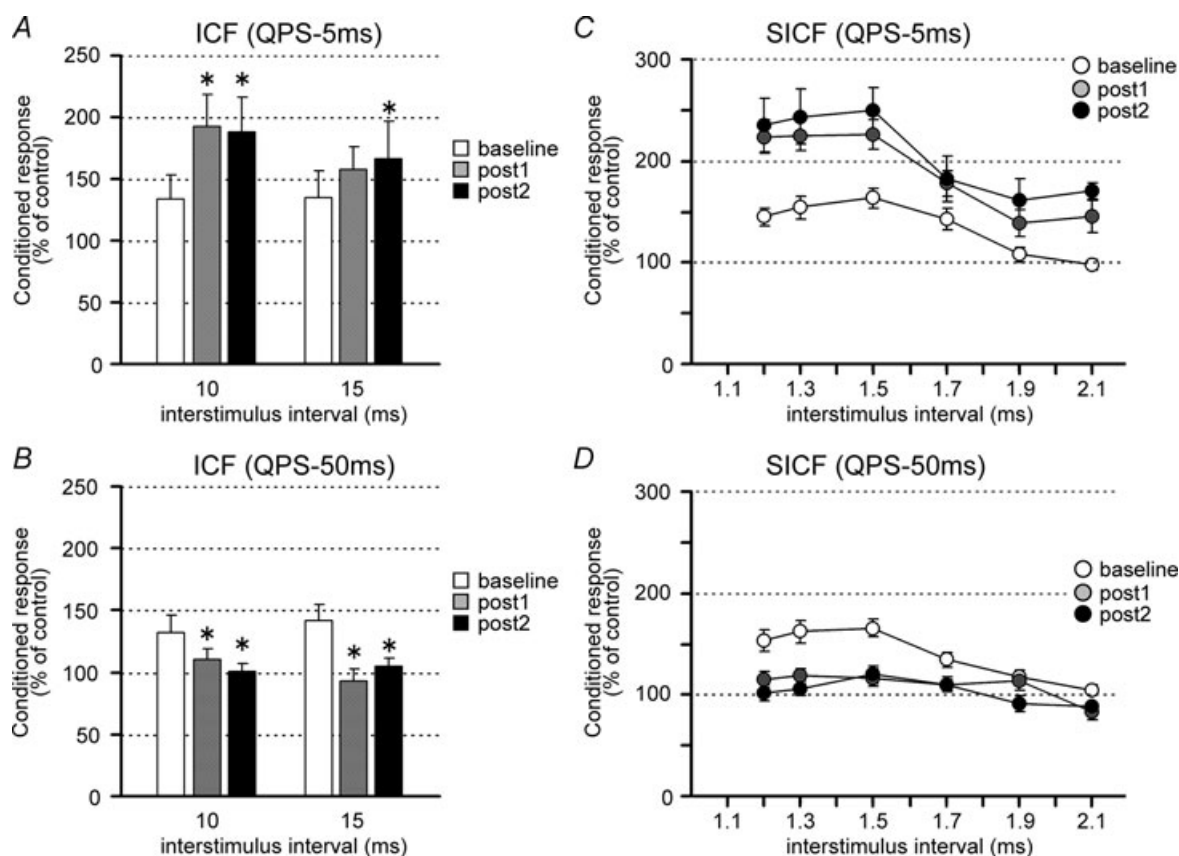 A
ICF (QPS-5ms)
Conditioned response
(% of control)
250
200
150
100
50
0
* * *
baseline
post1
post2
10 15
interstimulus interval (ms)
C
SICF (QPS-5ms)
Conditioned response
(% of control)
300
200
100
0
baseline
post1
post2
1.1 1.3 1.5 1.7 1.9 2.1
interstimulus interval (ms)
B
ICF (QPS-50ms)
Conditioned response
(% of control)
250
200
150
100
50
0
* * * *
baseline
post1
post2
10 15
interstimulus interval (ms)
D
SICF (QPS-50ms)
Conditioned response
(% of control)
300
200
100
0
baseline
post1
post2
1.1 1.3 1.5 1.7 1.9 2.1
interstimulus interval (ms)